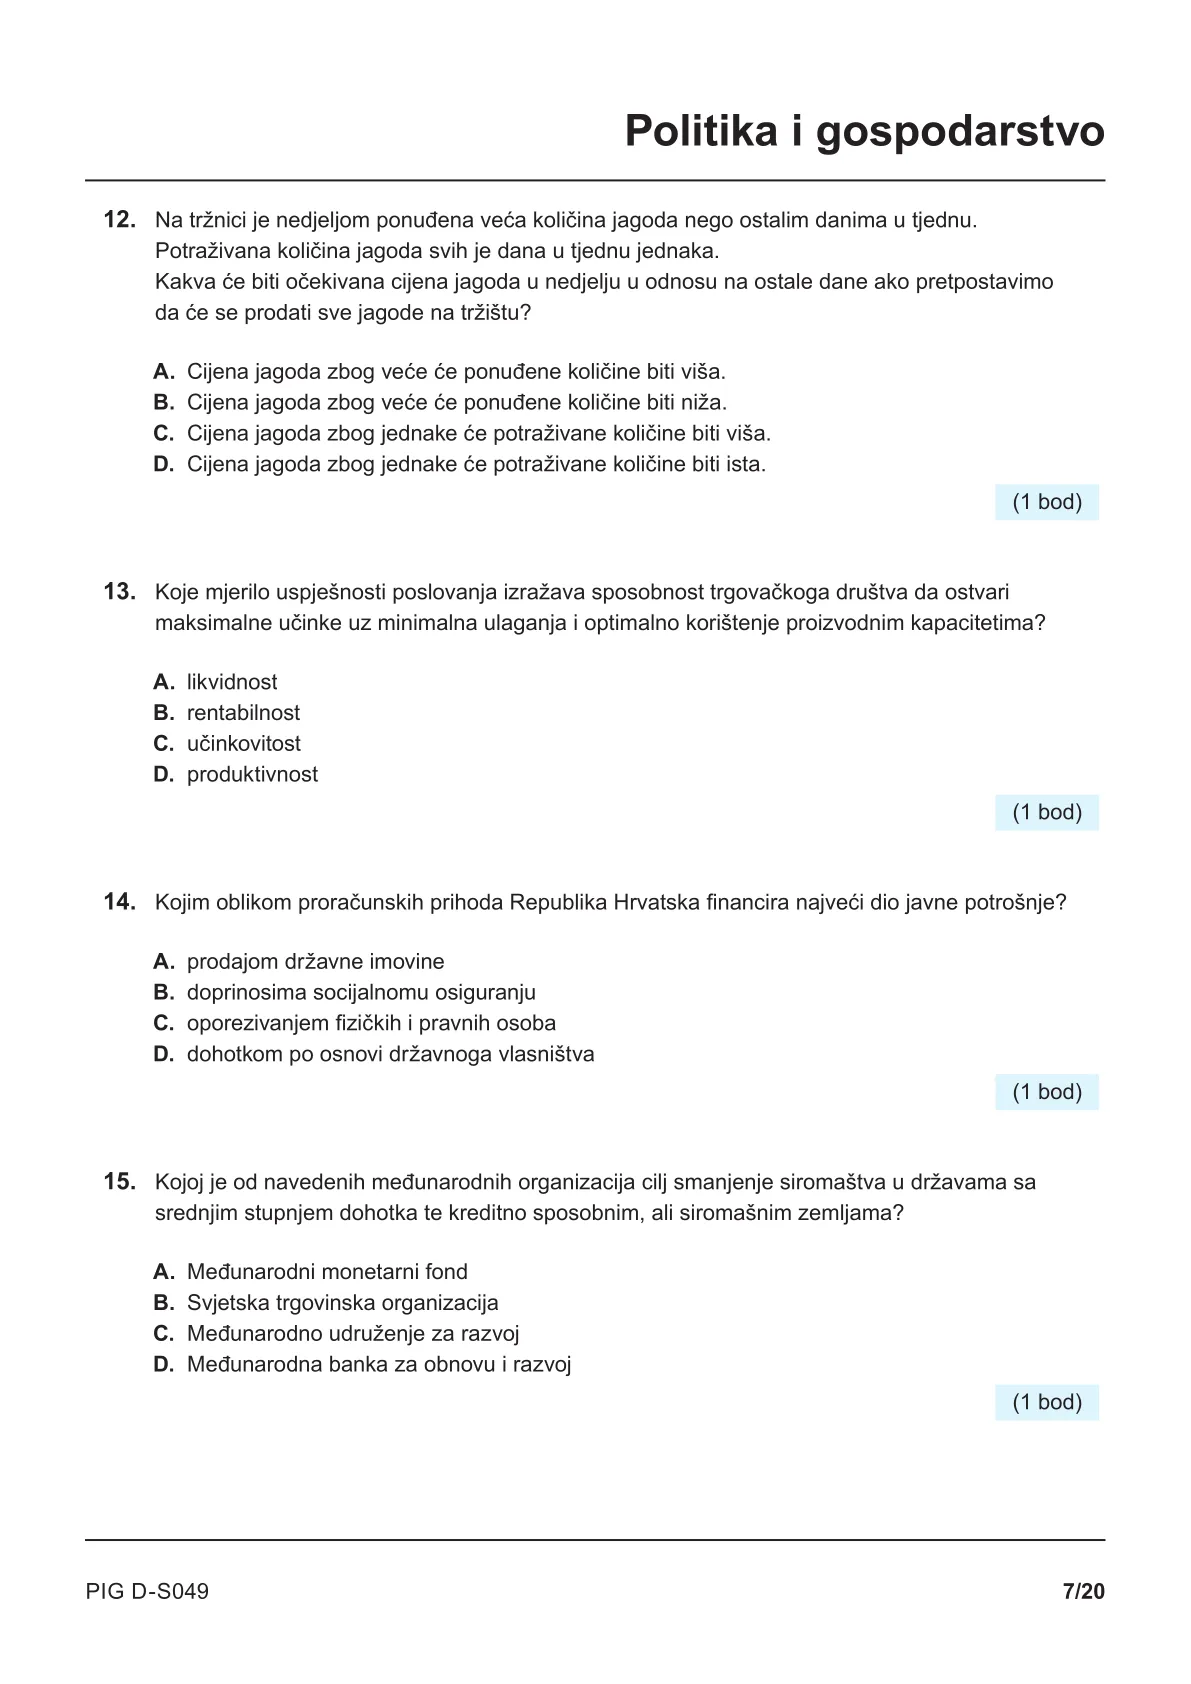 Politika i gospodarstvo
12. Na tržnici je nedjeljom ponuđena veća količina jagoda nego ostalim danima u tjednu.
Potraživana količina jagoda svih je dana u tjednu jednaka.
Kakva će biti očekivana cijena jagoda u nedjelju u odnosu na ostale dane ako pretpostavimo
da će se prodati sve jagode na tržištu?
A. Cijena jagoda zbog veće će ponuđene količine biti viša.
B. Cijena jagoda zbog veće će ponuđene količine biti niža.
C. Cijena jagoda zbog jednake će potraživane količine biti viša.
D. Cijena jagoda zbog jednake će potraživane količine biti ista.
(1 bod)
13. Koje mjerilo uspješnosti poslovanja izražava sposobnost trgovačkoga društva da ostvari
maksimalne učinke uz minimalna ulaganja i optimalno korištenje proizvodnim kapacitetima?
A. likvidnost
B. rentabilnost
C. učinkovitost
D. produktivnost
(1 bod)
14. Kojim oblikom proračunskih prihoda Republika Hrvatska financira najveći dio javne potrošnje?
A. prodajom državne imovine
B. doprinosima socijalnomu osiguranju
C. oporezivanjem fizičkih i pravnih osoba
D. dohotkom po osnovi državnoga vlasništva
(1 bod)
15. Kojoj je od navedenih međunarodnih organizacija cilj smanjenje siromaštva u državama sa
srednjim stupnjem dohotka te kreditno sposobnim, ali siromašnim zemljama?
A. Međunarodni monetarni fond
B. Svjetska trgovinska organizacija
C. Međunarodno udruženje za razvoj
D. Međunarodna banka za obnovu i razvoj
(1 bod)
PIG D-S049
7/20